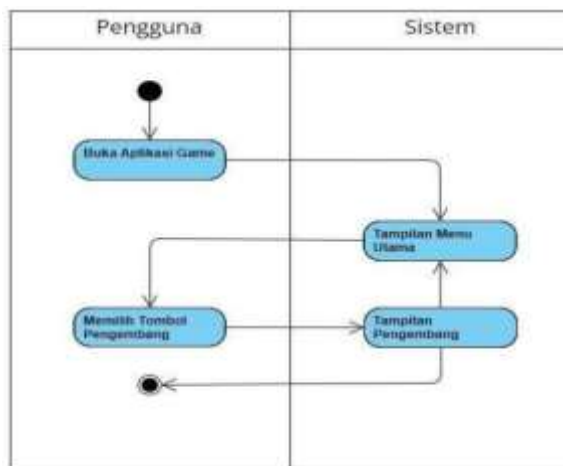 Pengguna
Sistem
Buka Aplikasi Game
Tampilan Menu
Utama
Memilih Tombol
Pengembang
Tampilan
Pengembang